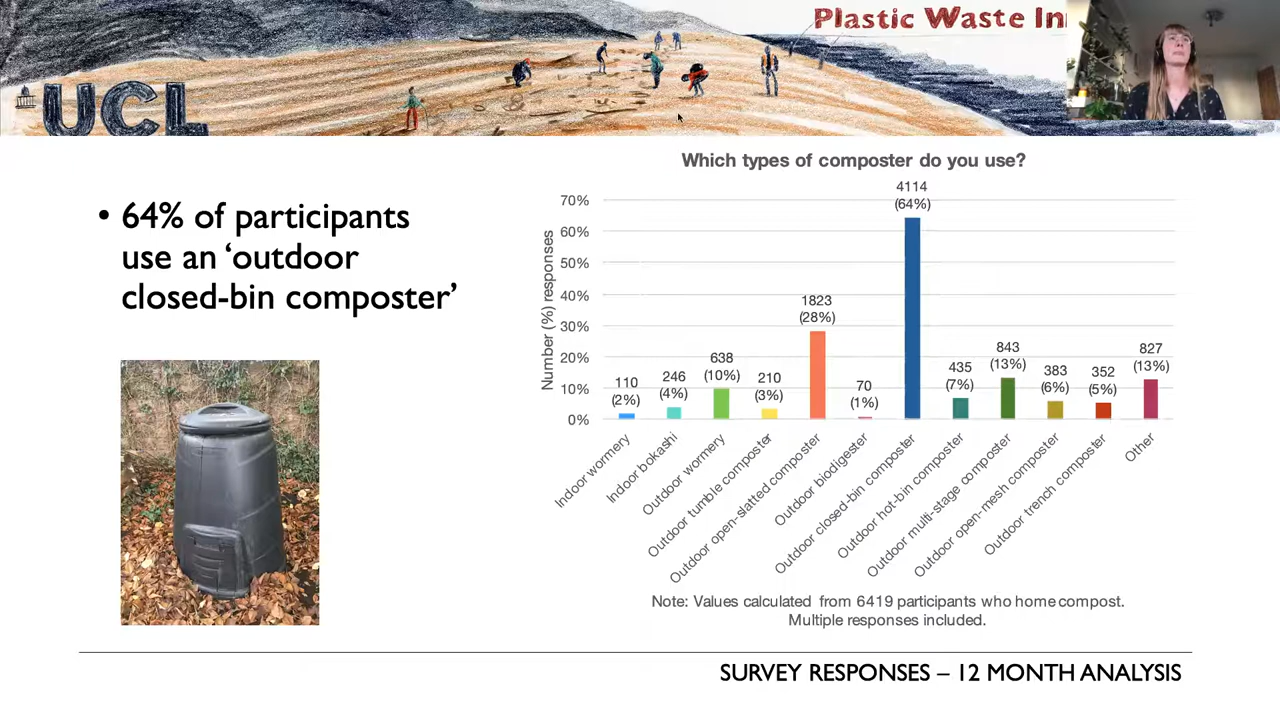 Plastic Waste In
UCL
• 64% of participants
use an ‘outdoor
closed-bin composter’
Which types of composter do you use?
Number (%) responses
70%
60%
50%
40%
30%
20%
10%
0%
110
(2%)
246
(4%)
638
(10%)
210
(3%)
1823
(28%)
70
(1%)
4114
(64%)
435
(7%)
843
(13%)
383
(6%)
352
(5%)
827
(13%)
Indoor wormery
Indoor bokashi
Outdoor wormery
Outdoor tumble composter
Outdoor open-slatted composter
Outdoor biodigester
Outdoor closed-bin composter
Outdoor hot-bin composter
Outdoor multi-stage composter
Outdoor open-mesh composter
Outdoor trench composter
Other
Note: Values calculated from 6419 participants who home compost.
Multiple responses included.
SURVEY RESPONSES – 12 MONTH ANALYSIS